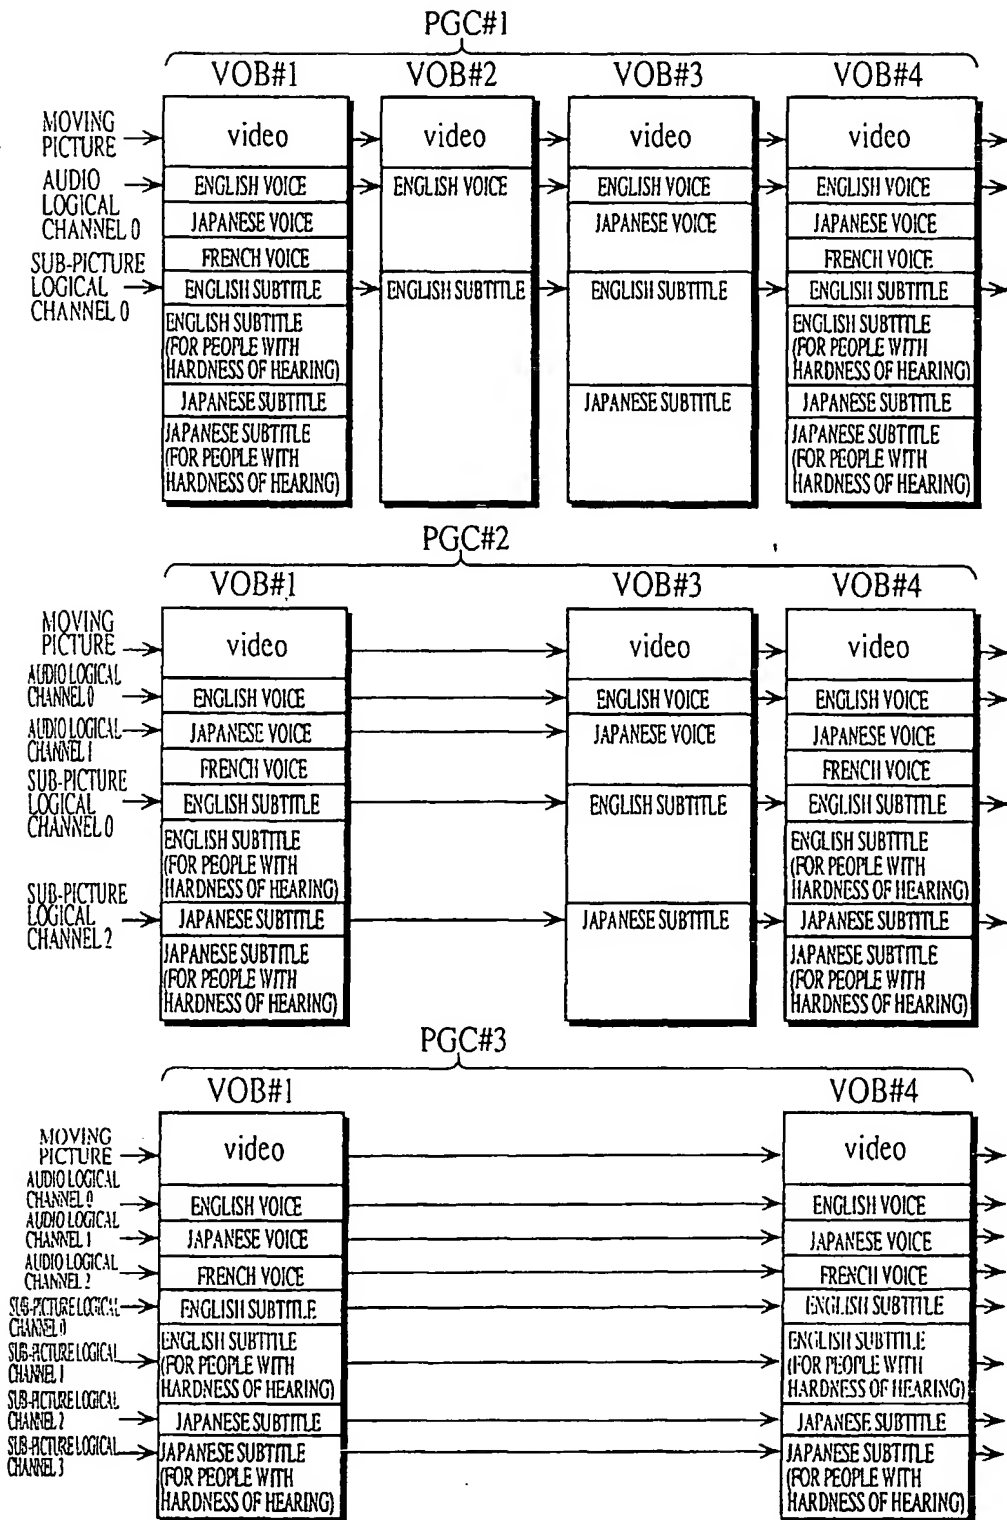 PGC#1
VOB#1 VOB#2 VOB#3 VOB#4
MOVING
PICTURE
video video video video
AUDIO
LOGICAL
CHANNEL 0
ENGLISH VOICE ENGLISH VOICE ENGLISH VOICE ENGLISH VOICE
JAPANESE VOICE JAPANESE VOICE JAPANESE VOICE
FRENCH VOICE FRENCH VOICE
SUB-PICTURE
LOGICAL
CHANNEL 0
ENGLISH SUBTITLE ENGLISH SUBTITLE ENGLISH SUBTITLE ENGLISH SUBTITLE
ENGLISH SUBTITLE
(FOR PEOPLE WITH
HARDNESS OF HEARING)
ENGLISH SUBTITLE
(FOR PEOPLE WITH
HARDNESS OF HEARING)
JAPANESE SUBTITLE JAPANESE SUBTITLE JAPANESE SUBTITLE
JAPANESE SUBTITLE
(FOR PEOPLE WITH
HARDNESS OF HEARING)
JAPANESE SUBTITLE
(FOR PEOPLE WITH
HARDNESS OF HEARING)
PGC#2
VOB#1 VOB#3 VOB#4
MOVING
PICTURE
video video video
AUDIO LOGICAL
CHANNEL 0
ENGLISH VOICE ENGLISH VOICE ENGLISH VOICE
AUDIO LOGICAL
CHANNEL 1
JAPANESE VOICE JAPANESE VOICE JAPANESE VOICE
FRENCH VOICE FRENCH VOICE
SUB-PICTURE
LOGICAL
CHANNEL 0
ENGLISH SUBTITLE ENGLISH SUBTITLE ENGLISH SUBTITLE
ENGLISH SUBTITLE
(FOR PEOPLE WITH
HARDNESS OF HEARING)
ENGLISH SUBTITLE
(FOR PEOPLE WITH
HARDNESS OF HEARING)
SUB-PICTURE
LOGICAL
CHANNEL 2
JAPANESE SUBTITLE JAPANESE SUBTITLE JAPANESE SUBTITLE
JAPANESE SUBTITLE
(FOR PEOPLE WITH
HARDNESS OF HEARING)
JAPANESE SUBTITLE
(FOR PEOPLE WITH
HARDNESS OF HEARING)
PGC#3
VOB#1 VOB#4
MOVING
PICTURE
video video
AUDIO LOGICAL
CHANNEL 0
ENGLISH VOICE ENGLISH VOICE
AUDIO LOGICAL
CHANNEL 1
JAPANESE VOICE JAPANESE VOICE
AUDIO LOGICAL
CHANNEL 2
FRENCH VOICE FRENCH VOICE
SUB-PICTURE LOGICAL
CHANNEL 0
ENGLISH SUBTITLE ENGLISH SUBTITLE
SUB-PICTURE LOGICAL
CHANNEL 1
ENGLISH SUBTITLE
(FOR PEOPLE WITH
HARDNESS OF HEARING)
ENGLISH SUBTITLE
(FOR PEOPLE WITH
HARDNESS OF HEARING)
SUB-PICTURE LOGICAL
CHANNEL 2
JAPANESE SUBTITLE JAPANESE SUBTITLE
SUB-PICTURE LOGICAL
CHANNEL 3
JAPANESE SUBTITLE
(FOR PEOPLE WITH
HARDNESS OF HEARING)
JAPANESE SUBTITLE
(FOR PEOPLE WITH
HARDNESS OF HEARING)